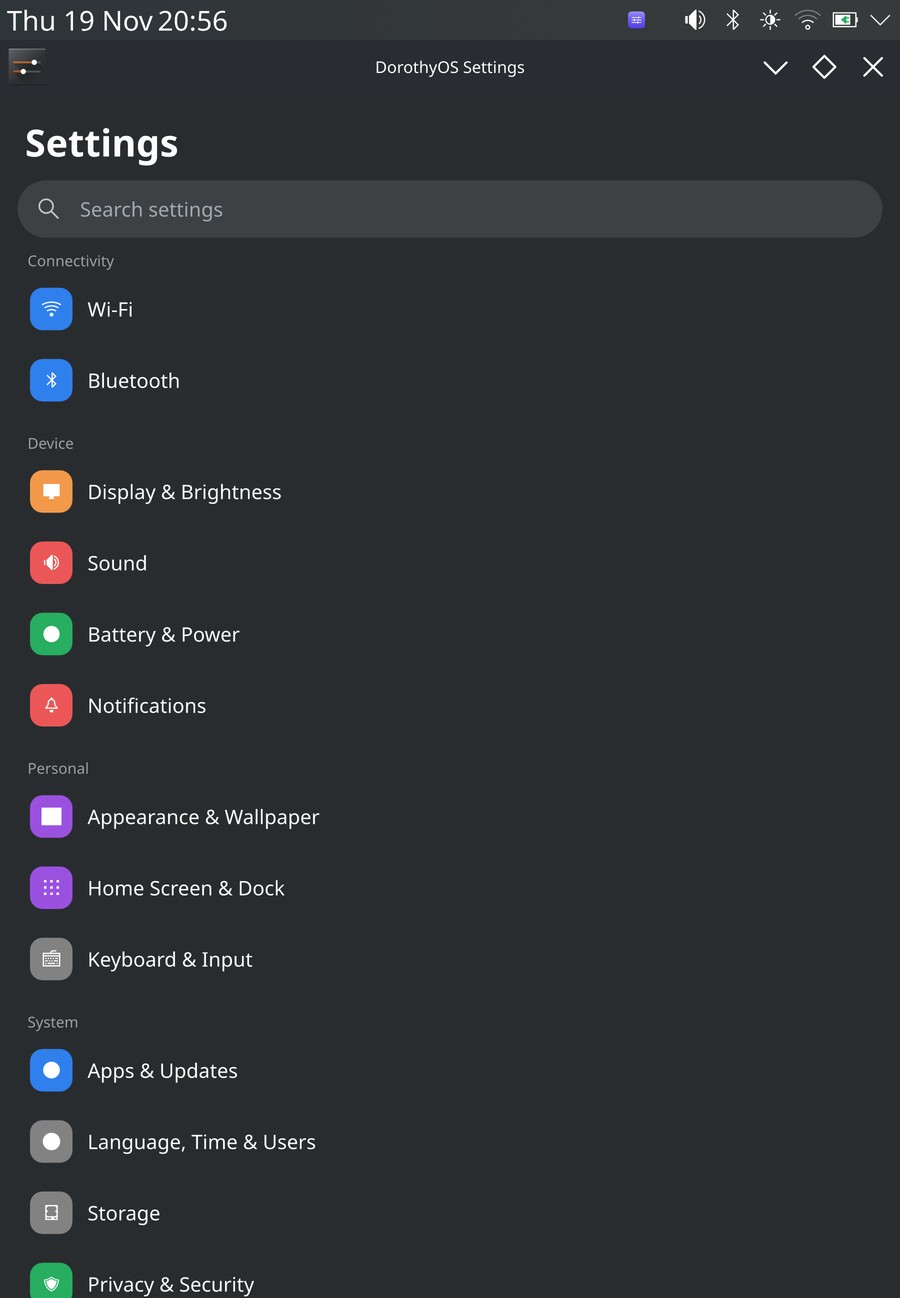 Thu 19 Nov 20:56
DorothyOS Settings
Settings
Search settings
Connectivity
Wi-Fi
Bluetooth
Device
Display & Brightness
Sound
Battery & Power
Notifications
Personal
Appearance & Wallpaper
Home Screen & Dock
Keyboard & Input
System
Apps & Updates
Language, Time & Users
Storage
Privacy & Security